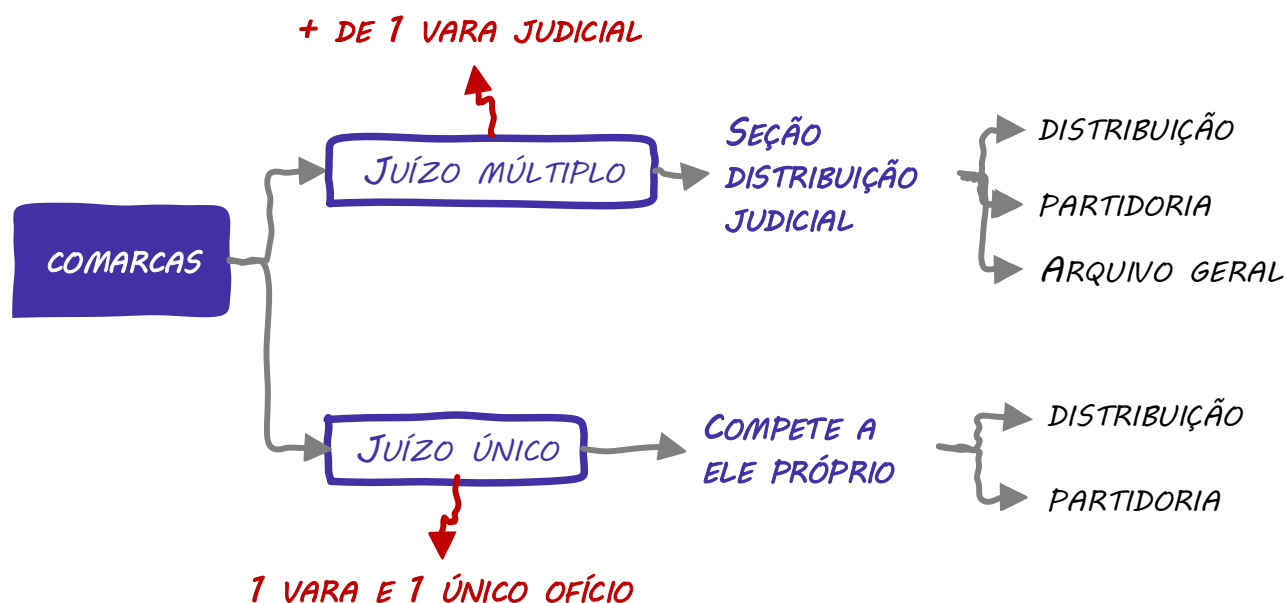 + DE 1 VARA JUDICIAL
JUÍZO MÚLTIPLO
SEÇÃO
DISTRIBUIÇÃO
JUDICIAL
DISTRIBUIÇÃO
PARTIDORIA
ARQUIVO GERAL
COMARCAS
JUÍZO ÚNICO
COMPETE A
ELE PRÓPRIO
DISTRIBUIÇÃO
PARTIDORIA
1 VARA E 1 ÚNICO OFÍCIO